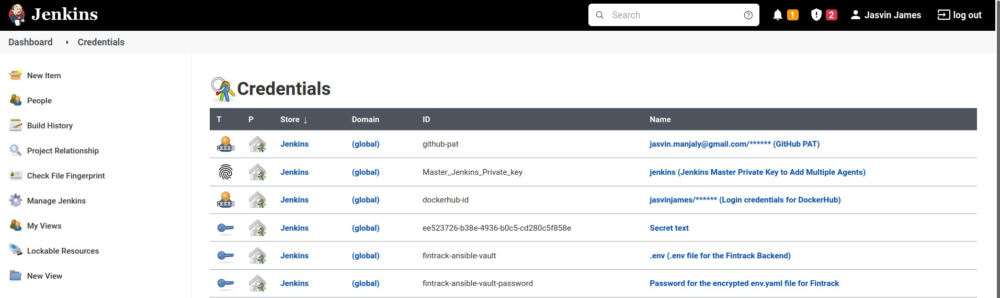 Jenkins
Search
1
2
Jasvin James
log out
Dashboard
Credentials
New Item
People
Build History
Project Relationship
Check File Fingerprint
Manage Jenkins
My Views
Lockable Resources
New View
Credentials
T P Store ↓ Domain ID Name
Jenkins (global) github-pat jasvin.manjaly@gmail.com/****** (GitHub PAT)
Jenkins (global) Master_Jenkins_Private_key jenkins (Jenkins Master Private Key to Add Multiple Agents)
Jenkins (global) dockerhub-id jasvinjames/****** (Login credentials for DockerHub)
Jenkins (global) ee523726-b38e-4936-b0c5-cd280c5f858e Secret text
Jenkins (global) fintrack-ansible-vault .env (.env file for the Fintrack Backend)
Jenkins (global) fintrack-ansible-vault-password Password for the encrypted env.yaml file for Fintrack